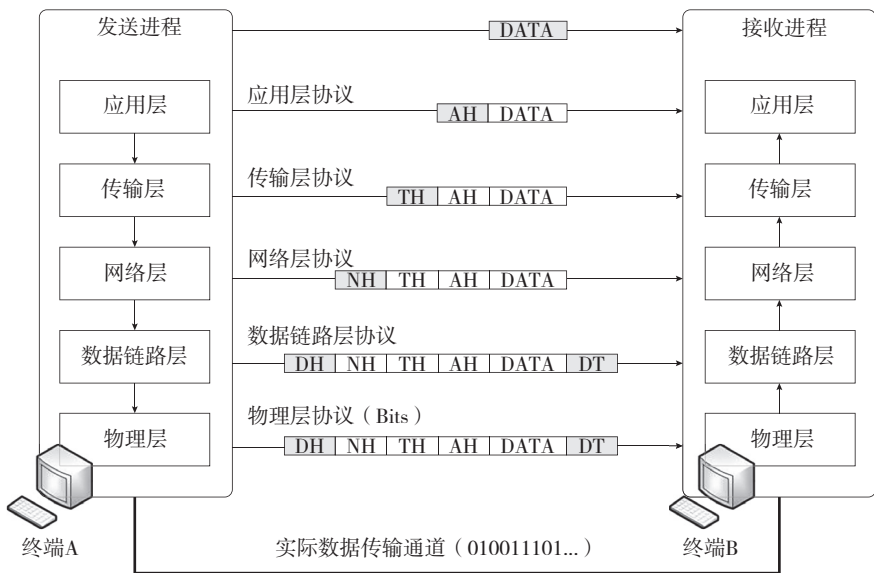 发送进程 DATA 接收进程
应用层 应用层协议 AH DATA 应用层
传输层 传输层协议 TH AH DATA 传输层
网络层 网络层协议 NH TH AH DATA 网络层
数据链路层 数据链路层协议 DH NH TH AH DATA DT 数据链路层
物理层 物理层协议(Bits) DH NH TH AH DATA DT 物理层
终端A 实际数据传输通道(010011101...) 终端B